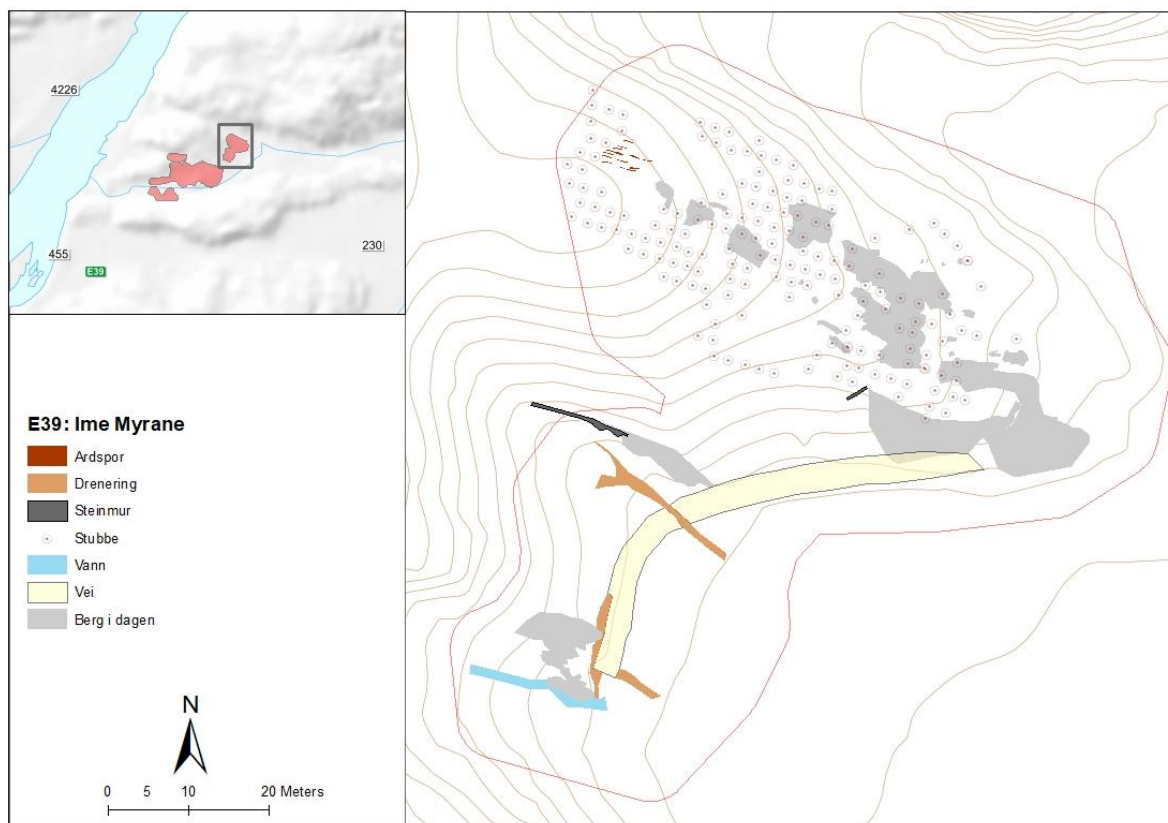 4226
455
E39
230
E39: Ime Myrane
Ardspor
Drenering
Steinmur
Stubbe
Vann
Vei
Berg i dagen
N
0 5 10 20 Meters